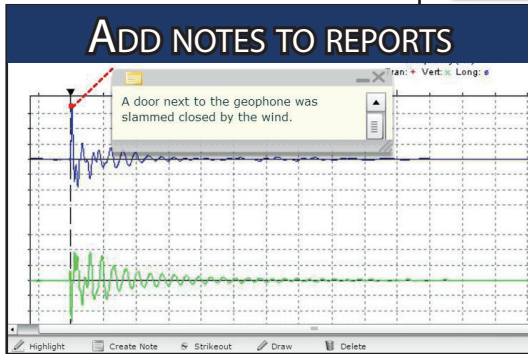 ADD NOTES TO REPORTS
Tran: + Vert: × Long: ø
A door next to the geophone was
slammed closed by the wind.
Highlight Create Note Strikeout Draw Delete